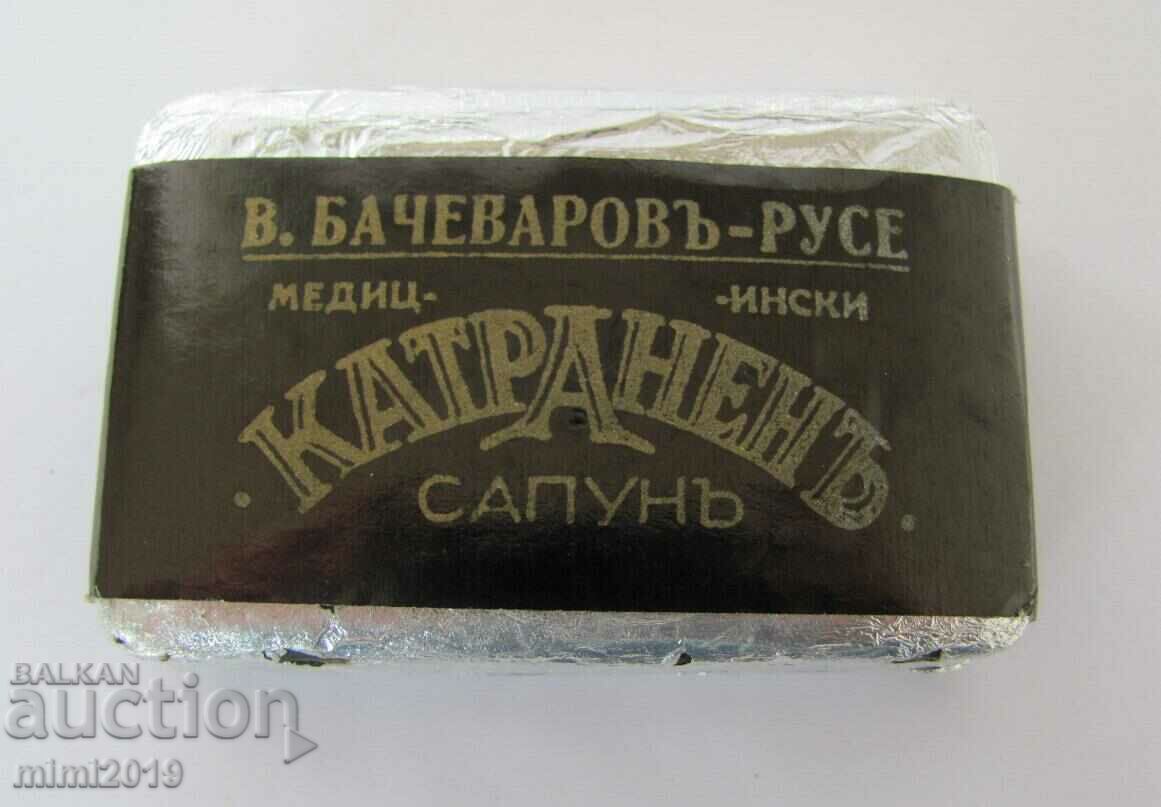 В. БАЧЕВАРОВЪ-РУСЕ
МЕДИЦ- -ИНСКИ
КАТРАНЕНЪ
САПУНЪ
BALKAN
auction
mimi2019